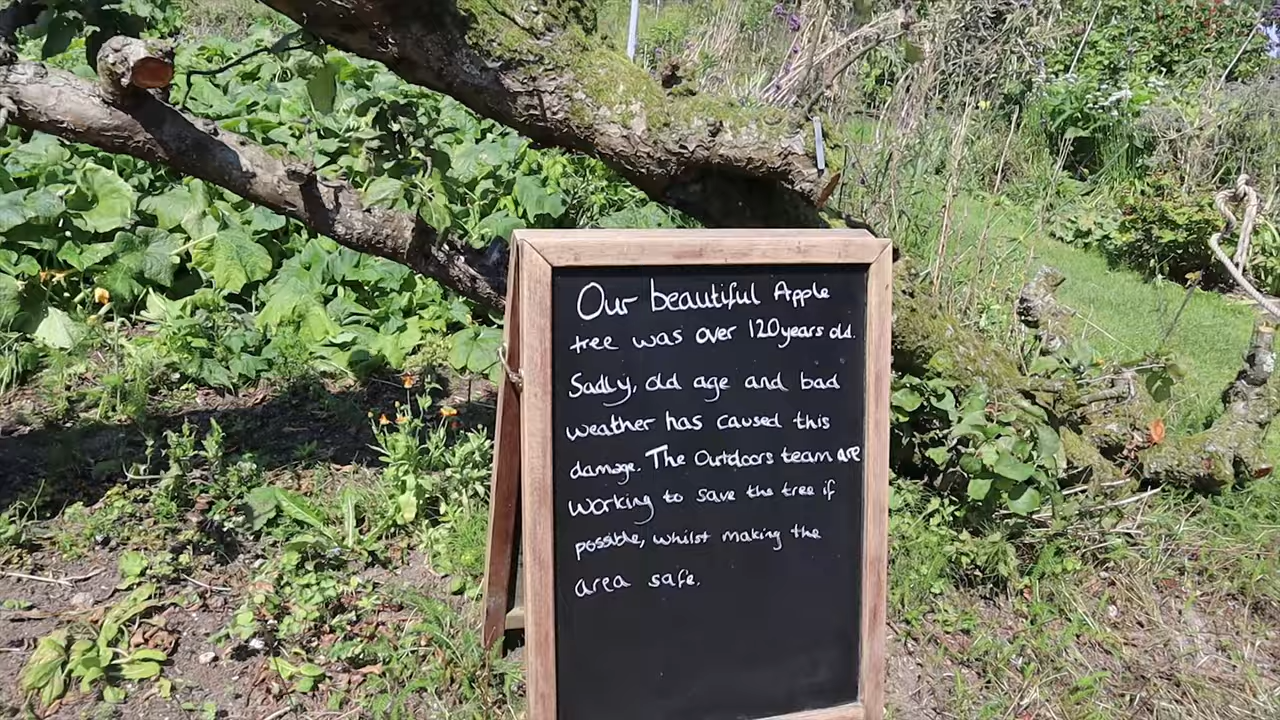 Our beautiful Apple
tree was over 120years old.
Sadly, old age and bad
weather has caused this
damage. The Outdoors team are
working to save the tree if
possible, whilst making the
area safe.